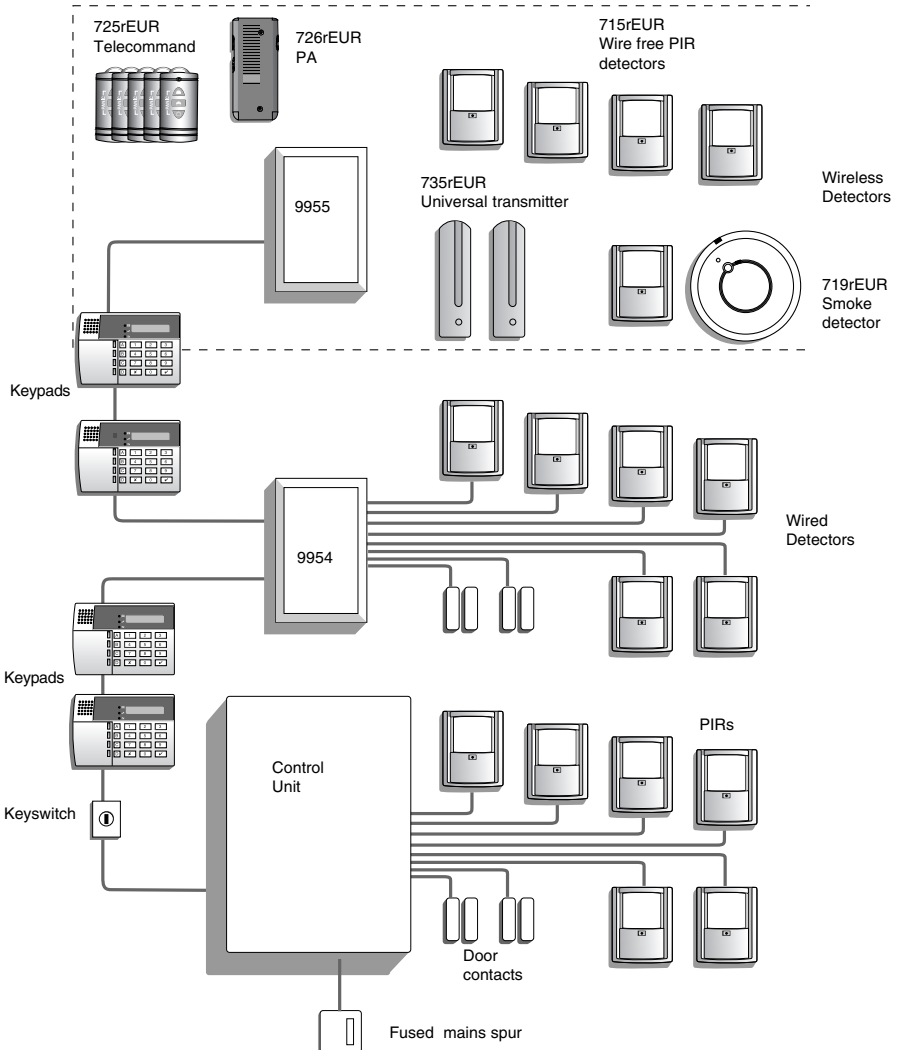 725rEUR
Telecommand
726rEUR
PA
715rEUR
Wire free PIR
detectors
9955
735rEUR
Universal transmitter
Wireless
Detectors
719rEUR
Smoke
detector
Keypads
9954
Wired
Detectors
Keypads
PIRs
Control
Unit
Keyswitch
Door
contacts
Fused mains spur